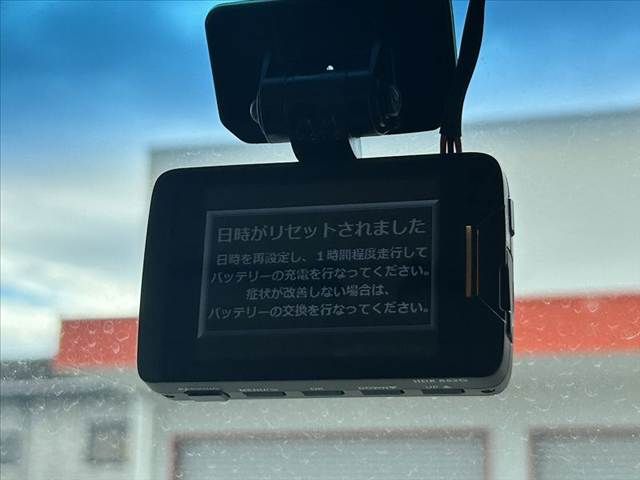 日時がリセットされました
日時を再設定し、1時間程度走行して
バッテリーの充電を行なってください。
症状が改善しない場合は、
バッテリーの交換を行なってください。
OK